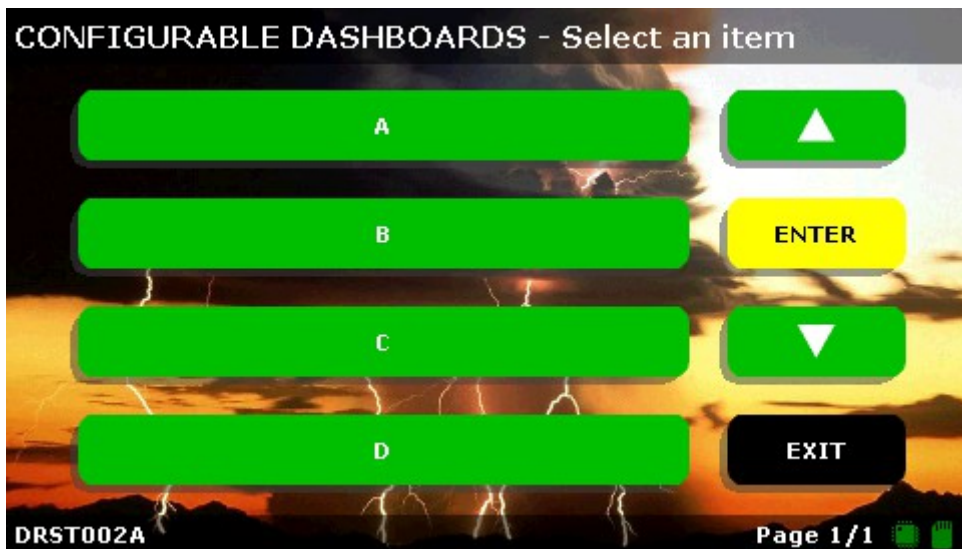 CONFIGURABLE DASHBOARDS - Select an item
A
B
ENTER
C
D
EXIT
DRST002A
Page 1/1